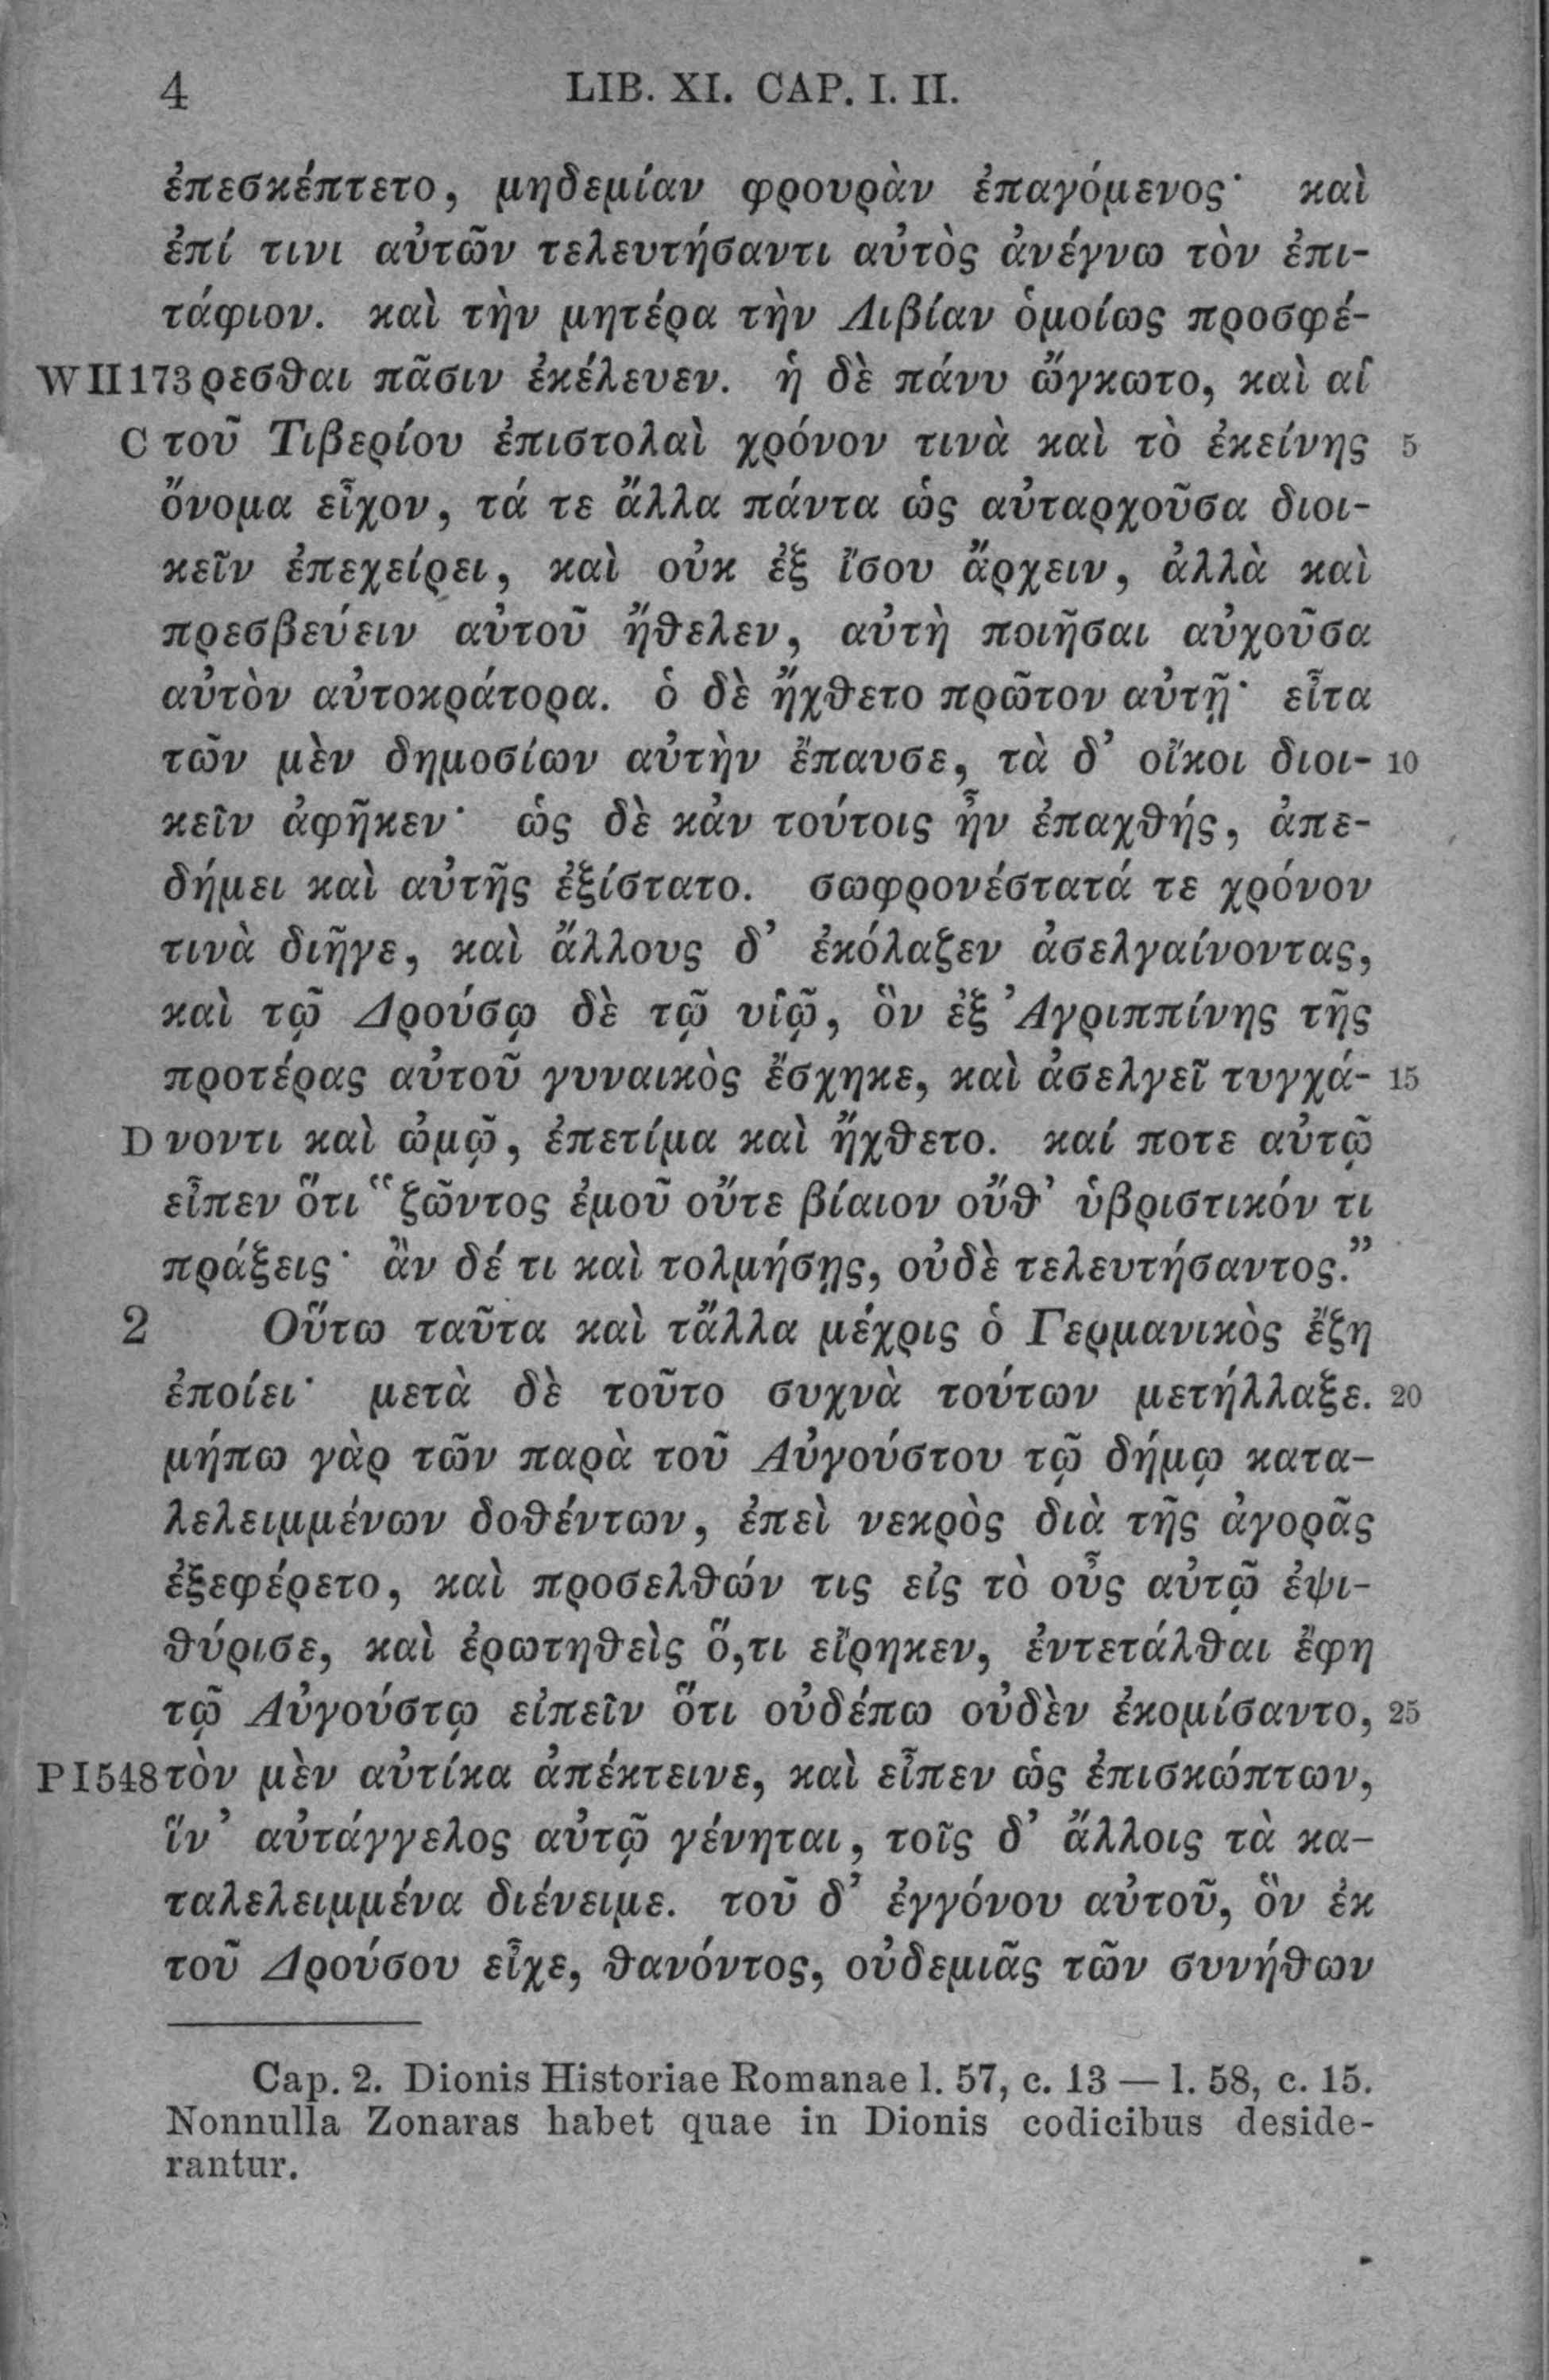 4 LIB. XI. CAP. I. II.
ἐπεσκέπτετο, μηδεμίαν φρουρὰν ἐπαγόμενος· καὶ
ἐπί τινι αὐτῶν τελευτήσαντι αὐτὸς ἀνέγνω τὸν ἐπι-
τάφιον. καὶ τὴν μητέρα τὴν Λιβίαν ὁμοίως προσφέ-
W II 173 ρεσθαι πᾶσιν ἐκέλευεν. ἡ δὲ πάνυ ὤγκωτο, καὶ αἱ
C τοῦ Τιβερίου ἐπιστολαὶ χρόνον τινὰ καὶ τὸ ἐκείνης 5
ὄνομα εἶχον, τά τε ἄλλα πάντα ὡς αὐταρχοῦσα διοι-
κεῖν ἐπεχείρει, καὶ οὐκ ἐξ ἴσου ἄρχειν, ἀλλὰ καὶ
πρεσβεύειν αὐτοῦ ἤθελεν, αὐτὴ ποιῆσαι αὐχοῦσα
αὐτὸν αὐτοκράτορα. ὁ δὲ ἤχθετο πρῶτον αὐτῇ· εἶτα
τῶν μὲν δημοσίων αὐτὴν ἔπαυσε, τὰ δ’ οἴκοι διοι- 10
κεῖν ἀφῆκεν· ὡς δὲ κἀν τούτοις ἦν ἐπαχθής, ἀπε-
δήμει καὶ αὐτῆς ἐξίστατο. σωφρονέστατά τε χρόνον
τινὰ διῆγε, καὶ ἄλλους δ’ ἐκόλαζεν ἀσελγαίνοντας,
καὶ τῷ Δρούσῳ δὲ τῷ υἱῷ, ὃν ἐξ Ἀγριππίνης τῆς
προτέρας αὐτοῦ γυναικὸς ἔσχηκε, καὶ ἀσελγεῖ τυγχά- 15
D νοντι καὶ ὠμῷ, ἐπετίμα καὶ ἤχθετο. καί ποτε αὐτῷ
εἶπεν ὅτι “ζῶντος ἐμοῦ οὔτε βίαιον οὔθ’ ὑβριστικόν τι
πράξεις· ἂν δέ τι καὶ τολμήσῃς, οὐδὲ τελευτήσαντος.”
2 Οὕτω ταῦτα καὶ τἄλλα μέχρις ὁ Γερμανικὸς ἔζη
ἐποίει· μετὰ δὲ τοῦτο συχνὰ τούτων μετήλλαξε. 20
μήπω γὰρ τῶν παρὰ τοῦ Αὐγούστου τῷ δήμῳ κατα-
λελειμμένων δοθέντων, ἐπεὶ νεκρὸς διὰ τῆς ἀγορᾶς
ἐξεφέρετο, καὶ προσελθών τις εἰς τὸ οὖς αὐτῷ ἐψι-
θύρισε, καὶ ἐρωτηθεὶς ὅ,τι εἴρηκεν, ἐντετάλθαι ἔφη
τῷ Αὐγούστῳ εἰπεῖν ὅτι οὐδέπω οὐδὲν ἐκομίσαντο, 25
P I 548 τὸν μὲν αὐτίκα ἀπέκτεινε, καὶ εἶπεν ὡς ἐπισκώπτων,
ἵν’ αὐτάγγελος αὐτῷ γένηται, τοῖς δ’ ἄλλοις τὰ κα-
ταλελειμμένα διένειμε. τοῦ δ’ ἐγγόνου αὐτοῦ, ὃν ἐκ
τοῦ Δρούσου εἶχε, θανόντος, οὐδεμιᾶς τῶν συνήθων
Cap. 2. Dionis Historiae Romanae l. 57, c. 13 — l. 58, c. 15.
Nonnulla Zonaras habet quae in Dionis codicibus deside-
rantur.